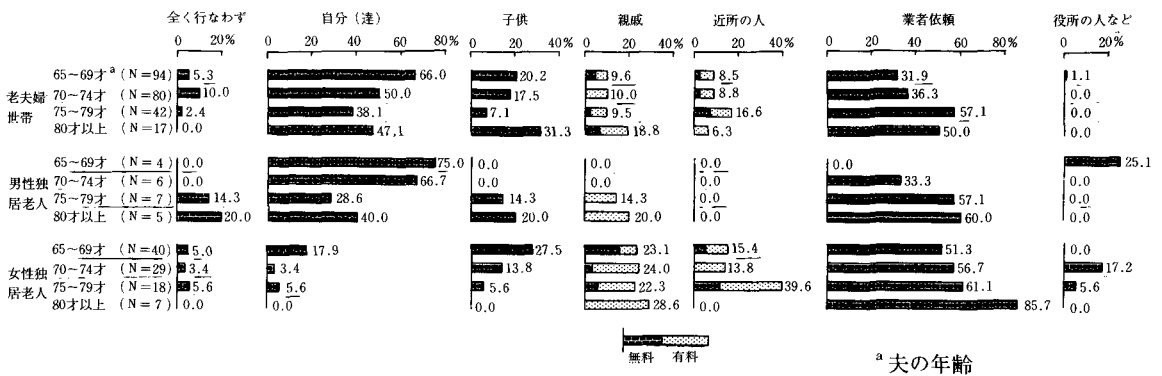 全く行なわず 自分（達） 子供 親戚 近所の人 業者依頼 役所の人など
0 20% 0 20 40 60 80% 0 20 40% 0 20 40% 0 20 40% 0 20 40 60 80% 0 20%
65〜69才a (N=94) 5.3 66.0 20.2 9.6 8.5 31.9 1.1
老夫婦 70〜74才 (N=80) 10.0 50.0 17.5 10.0 8.8 36.3 0.0
世帯 75〜79才 (N=42) 2.4 38.1 7.1 9.5 16.6 57.1 0.0
80才以上 (N=17) 0.0 47.1 31.3 18.8 6.3 50.0 0.0
65〜69才 (N=4) 0.0 75.0 0.0 0.0 0.0 0.0 25.1
男性独 70〜74才 (N=6) 0.0 66.7 0.0 0.0 0.0 33.3 0.0
居老人 75〜79才 (N=7) 14.3 28.6 14.3 14.3 0.0 57.1 0.0
80才以上 (N=5) 20.0 40.0 20.0 20.0 0.0 60.0 0.0
65〜69才 (N=40) 5.0 17.9 27.5 23.1 15.4 51.3 0.0
女性独 70〜74才 (N=29) 3.4 3.4 13.8 24.0 13.8 56.7 17.2
居老人 75〜79才 (N=18) 5.6 5.6 5.6 22.3 39.6 61.1 5.6
80才以上 (N=7) 0.0 0.0 0.0 28.6 0.0 85.7 0.0
無料 有料
a 夫の年齢